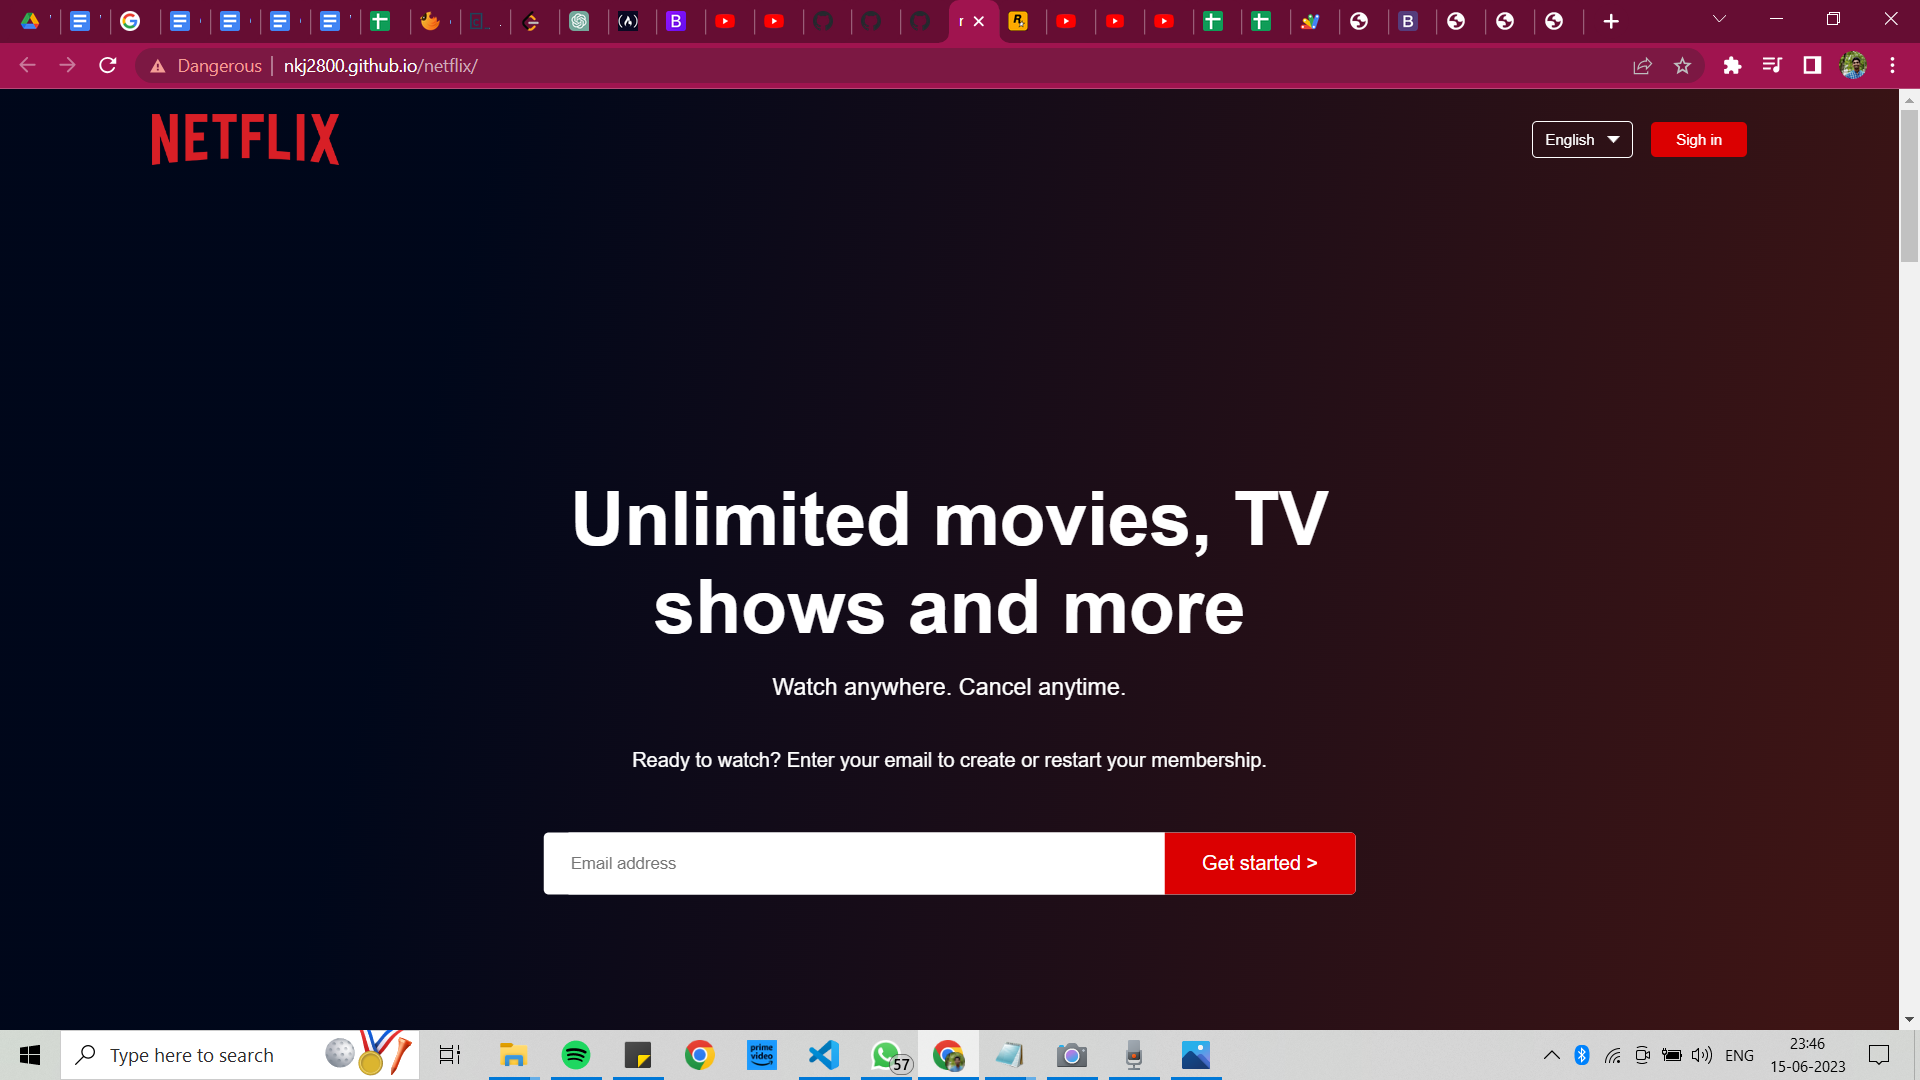 Dangerous
nkj2800.github.io/netflix/
NETFLIX
English
Sigh in
Unlimited movies, TV
shows and more
Watch anywhere. Cancel anytime.
Ready to watch? Enter your email to create or restart your membership.
Email address
Get started >
Type here to search
prime video
57
ENG
23:46
15-06-2023